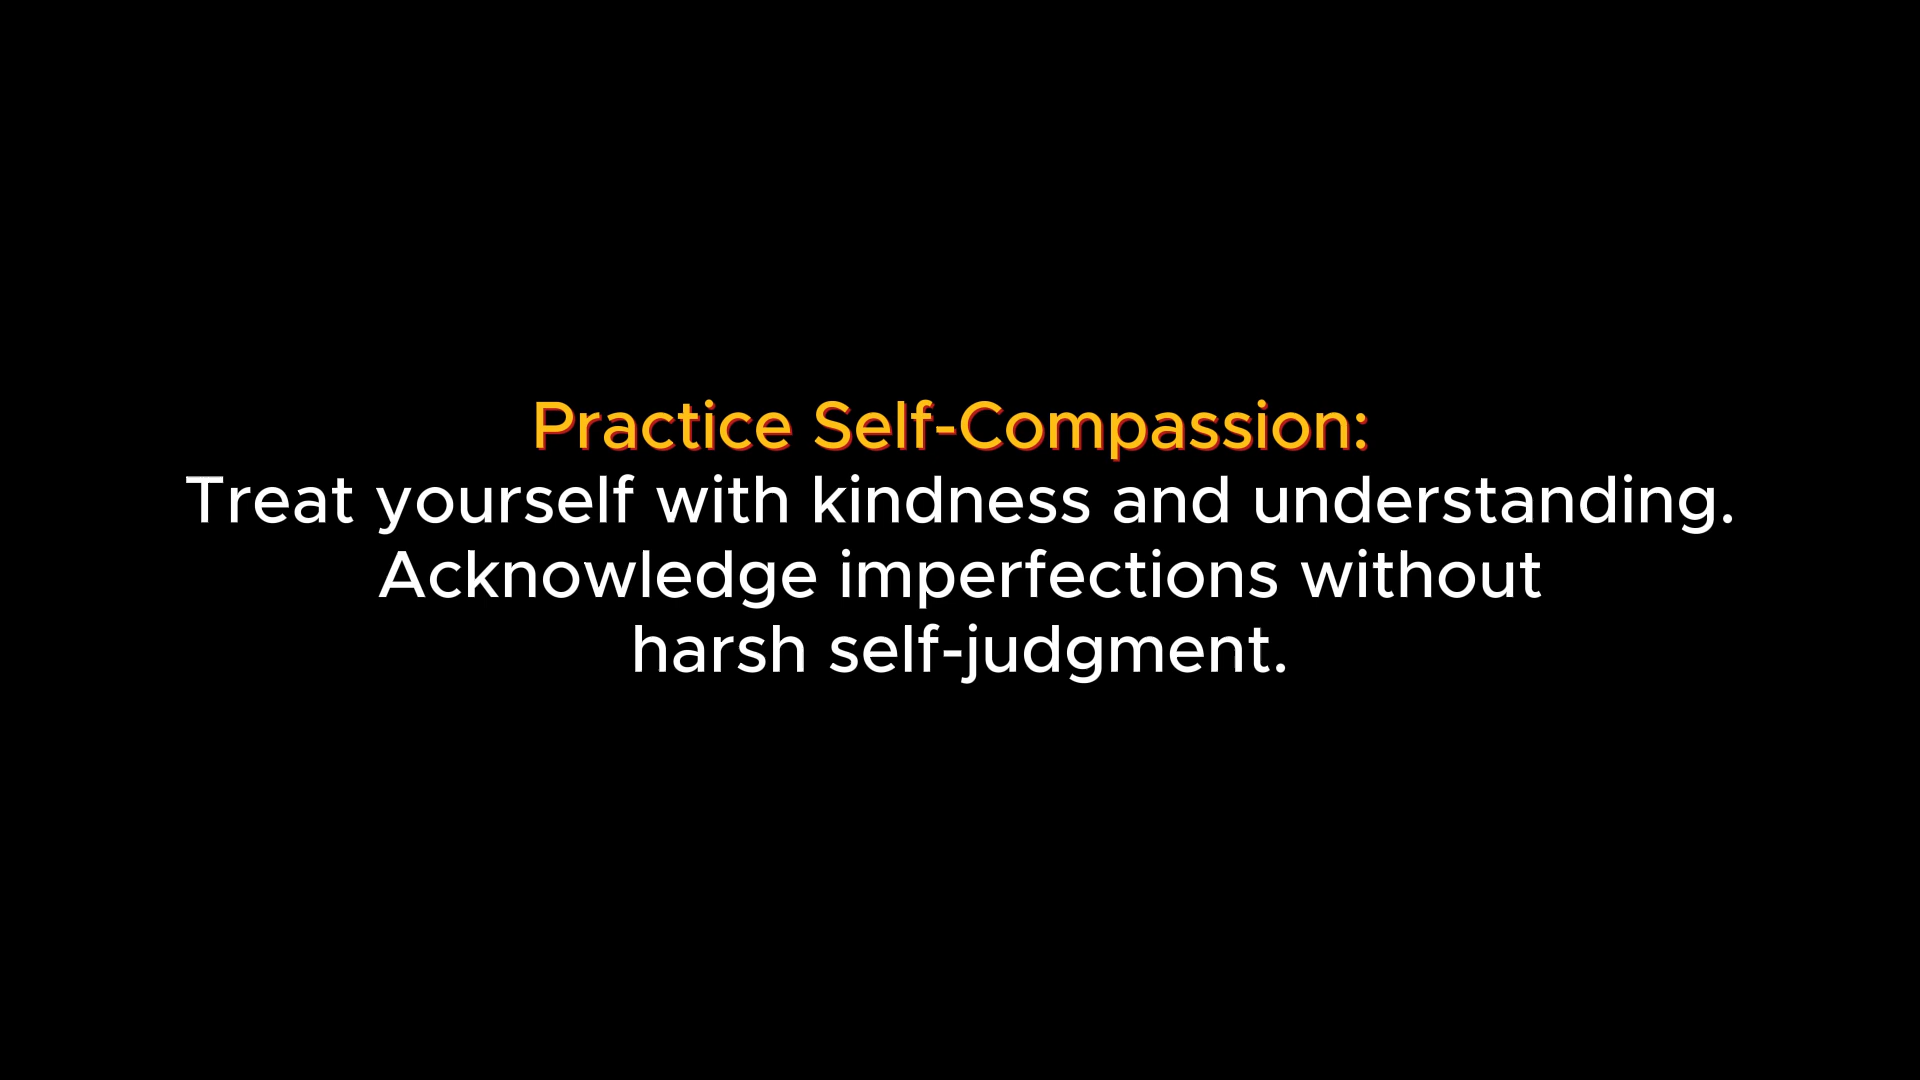 Practice Self-Compassion:
Treat yourself with kindness and understanding.
Acknowledge imperfections without
harsh self-judgment.